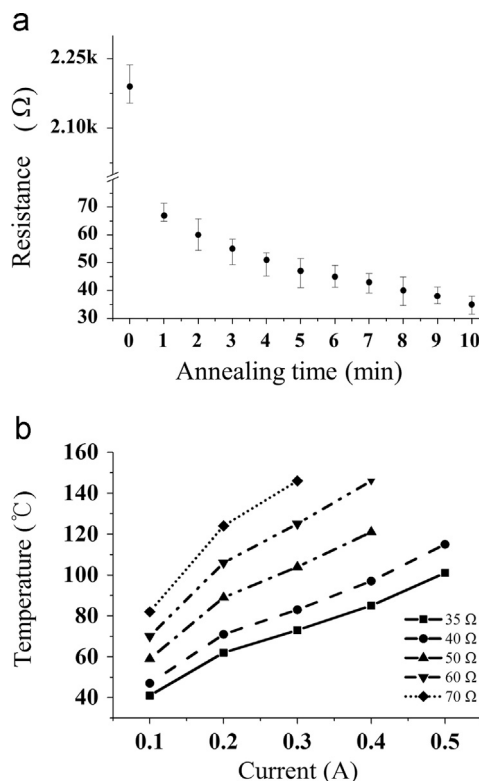 a
Resistance (Ω)
2.25k
2.10k
70
60
50
40
30
0 1 2 3 4 5 6 7 8 9 10
Annealing time (min)
b
Temperature (℃)
160
140
120
100
80
60
40
35 Ω
40 Ω
50 Ω
60 Ω
70 Ω
0.1 0.2 0.3 0.4 0.5
Current (A)